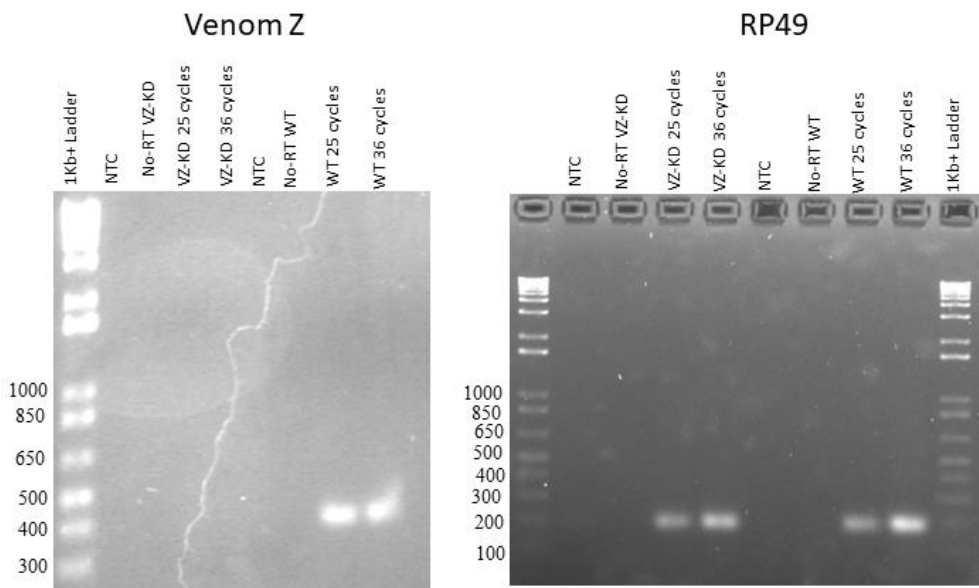 Venom Z
1Kb+ Ladder
NTC
No-RT VZ-KD
VZ-KD 25 cycles
VZ-KD 36 cycles
NTC
No-RT WT
WT 25 cycles
WT 36 cycles
1000
850
650
500
400
300
RP49
NTC
No-RT VZ-KD
VZ-KD 25 cycles
VZ-KD 36 cycles
NTC
No-RT WT
WT 25 cycles
WT 36 cycles
1Kb+ Ladder
1000
850
650
500
400
300
200
100